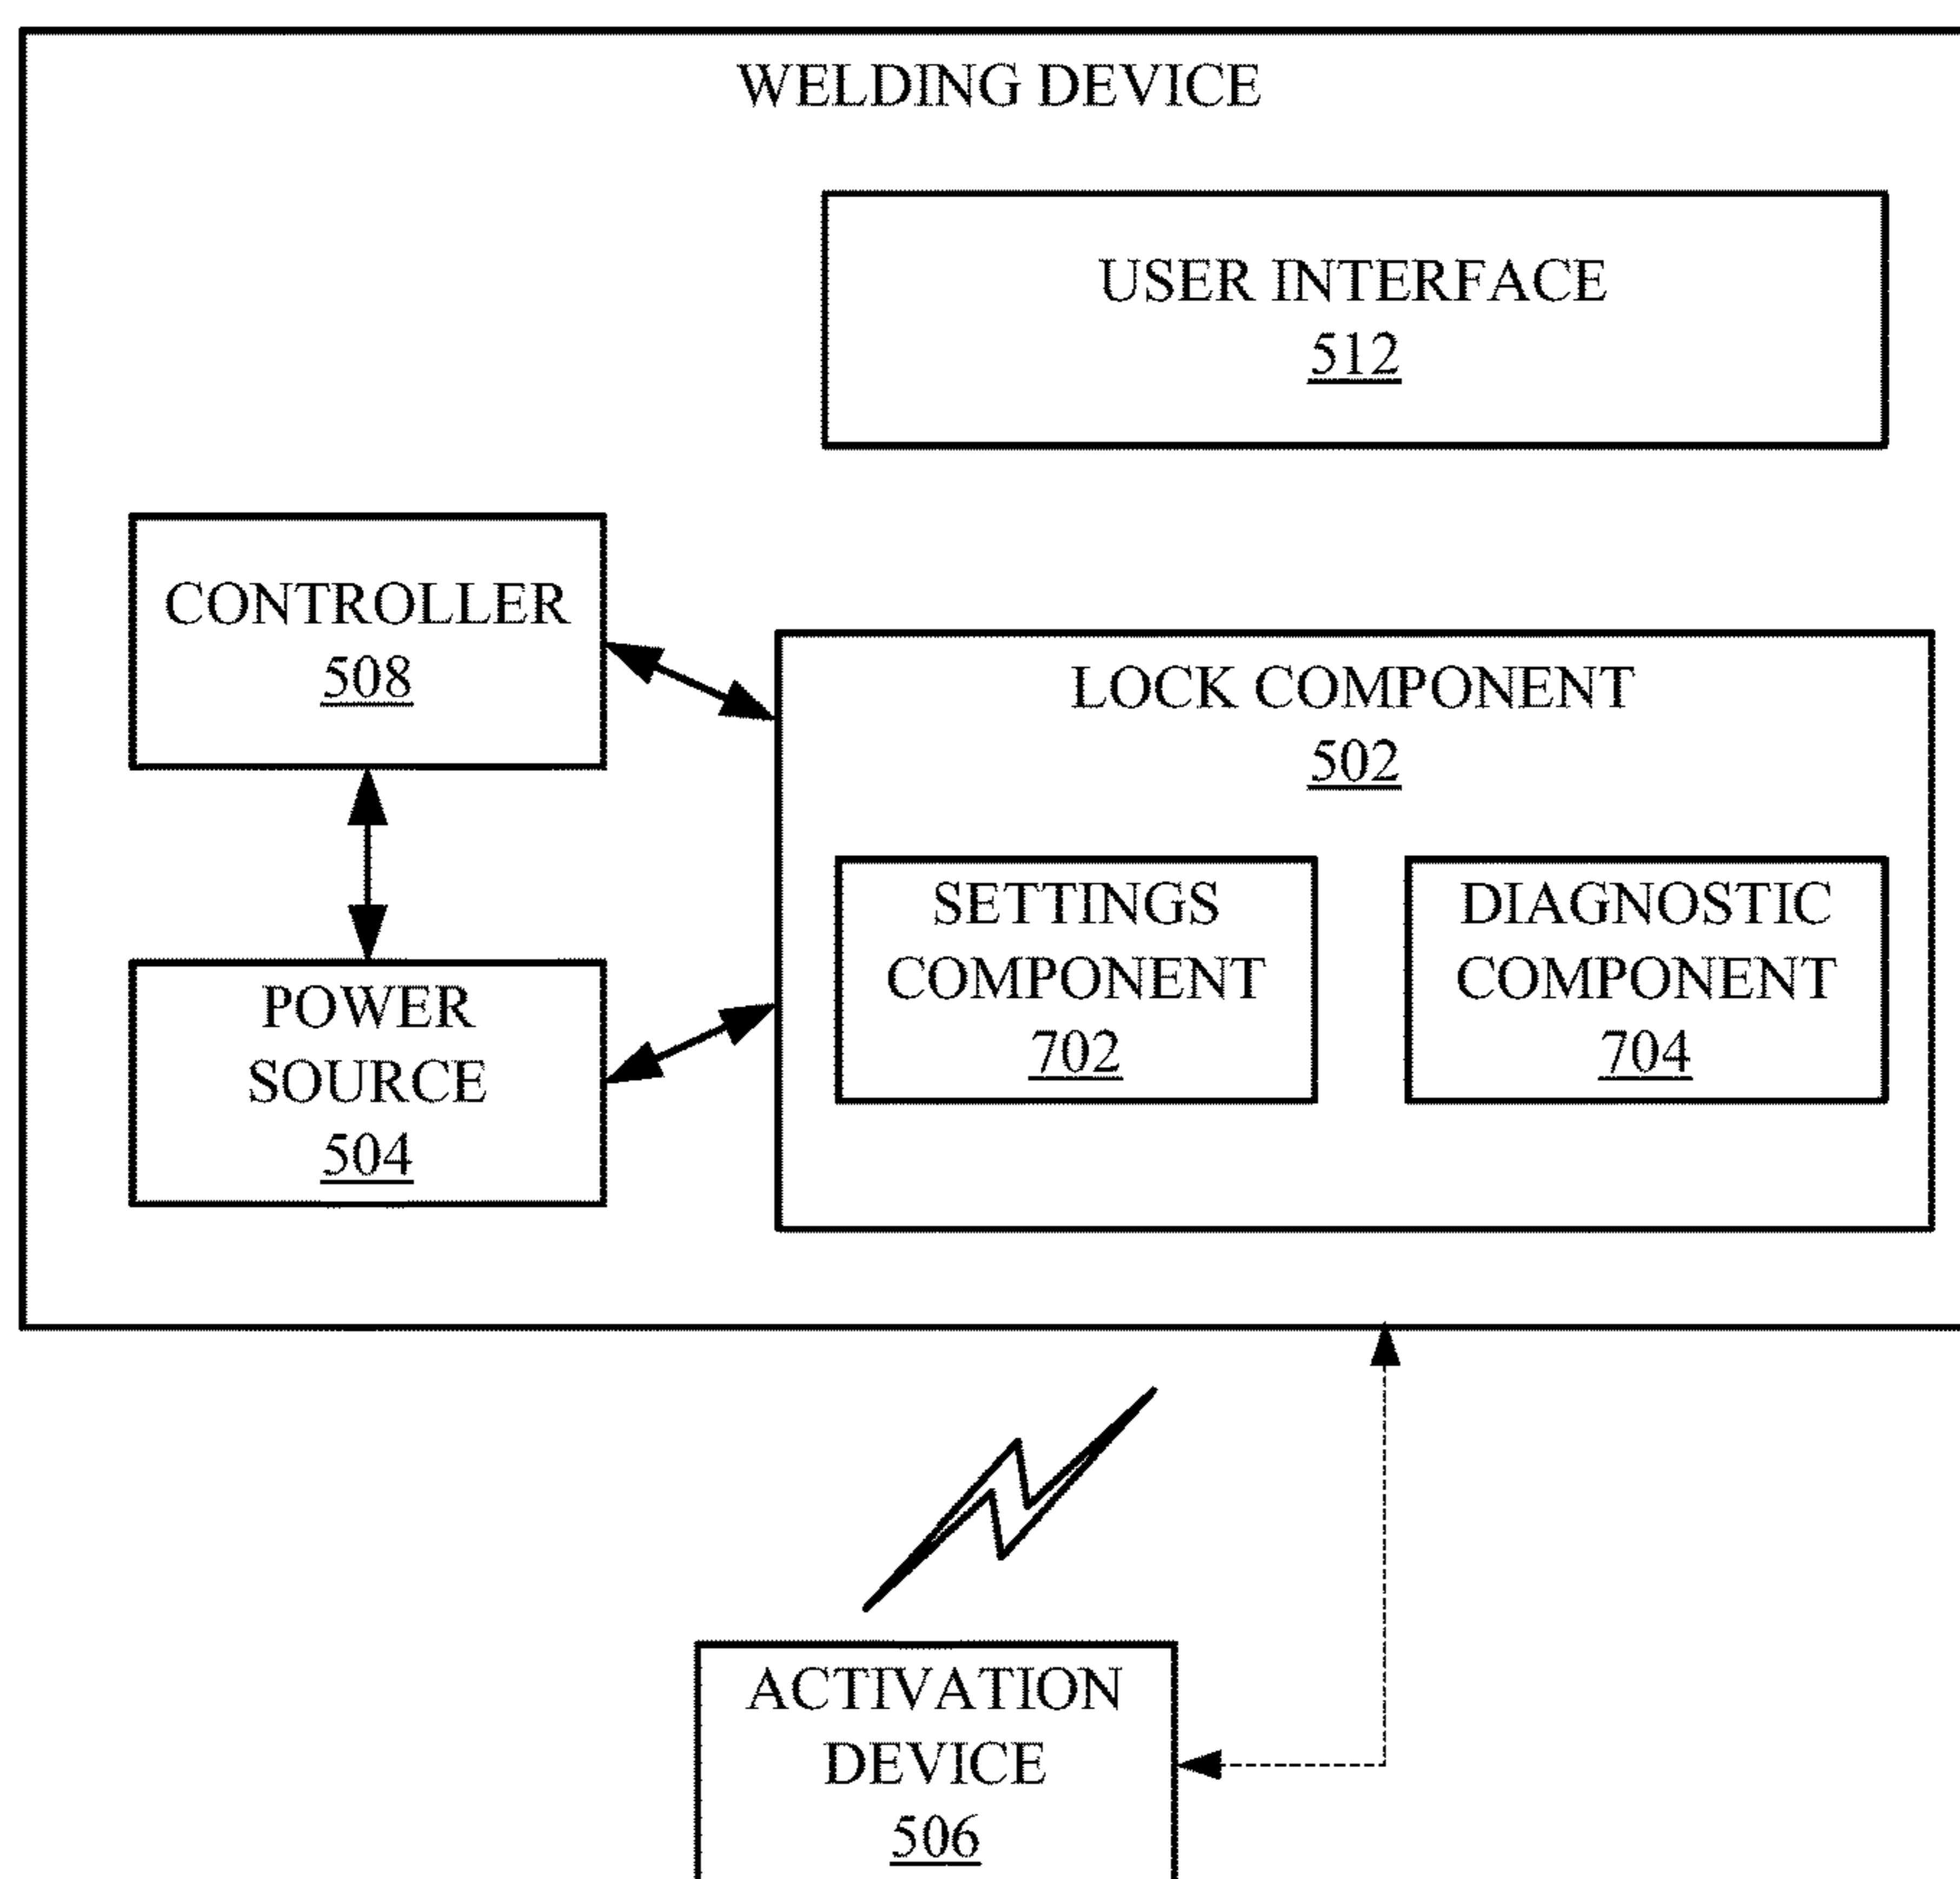 WELDING DEVICE
USER INTERFACE
512
CONTROLLER
508
LOCK COMPONENT
502
SETTINGS
COMPONENT
702
DIAGNOSTIC
COMPONENT
704
POWER
SOURCE
504
ACTIVATION
DEVICE
506